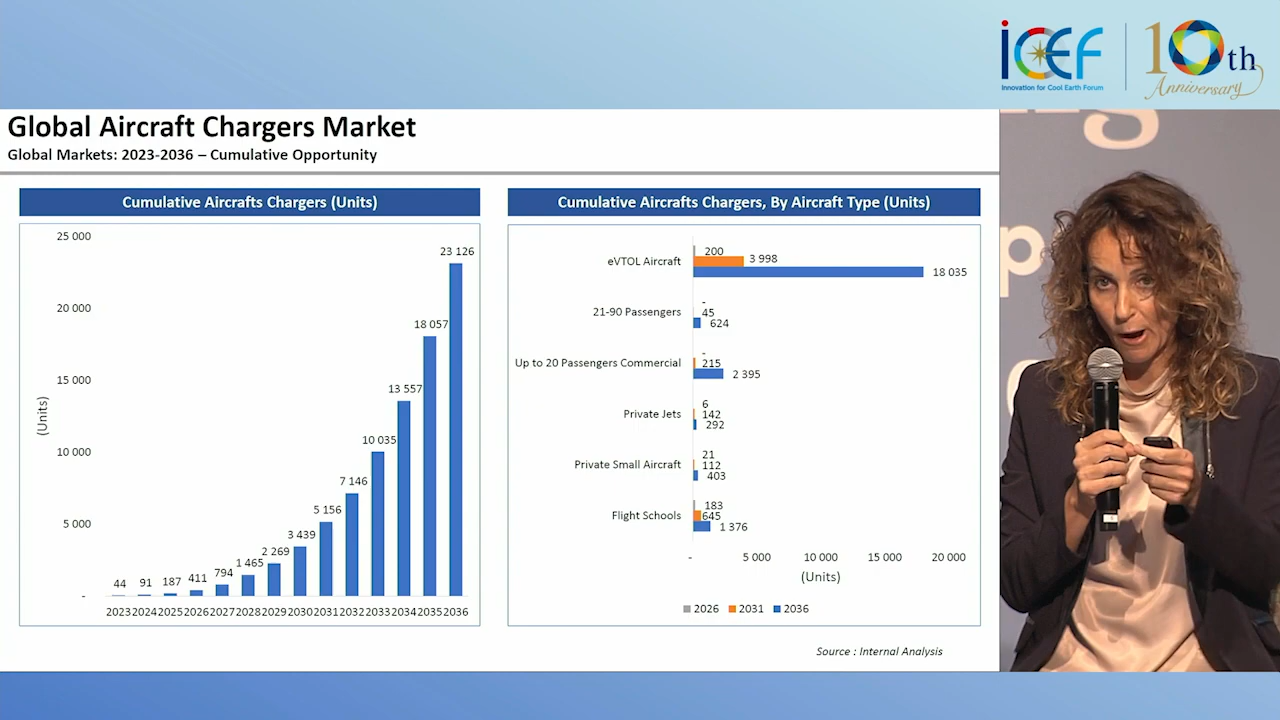 iCEF
Innovation for Cool Earth Forum
10th
Anniversary
Global Aircraft Chargers Market
Global Markets: 2023-2036 – Cumulative Opportunity
Cumulative Aircrafts Chargers (Units)
25 000
20 000
15 000
10 000
5 000
-
(Units)
44
91
187
411
794
1 465
2 269
3 439
5 156
7 146
10 035
13 557
18 057
23 126
2023 2024 2025 2026 2027 2028 2029 2030 2031 2032 2033 2034 2035 2036
Cumulative Aircrafts Chargers, By Aircraft Type (Units)
eVTOL Aircraft
200
3 998
18 035
21-90 Passengers
-
45
624
Up to 20 Passengers Commercial
-
215
2 395
Private Jets
6
142
292
Private Small Aircraft
21
112
403
Flight Schools
183
645
1 376
- 5 000 10 000 15 000 20 000
(Units)
2026 2031 2036
Source : Internal Analysis